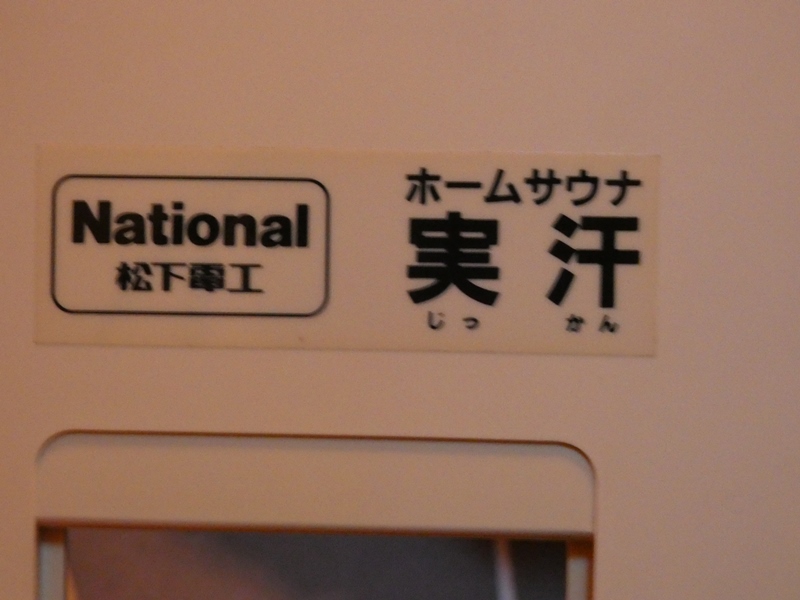 National
松下電工
ホームサウナ
実汗
じっ かん